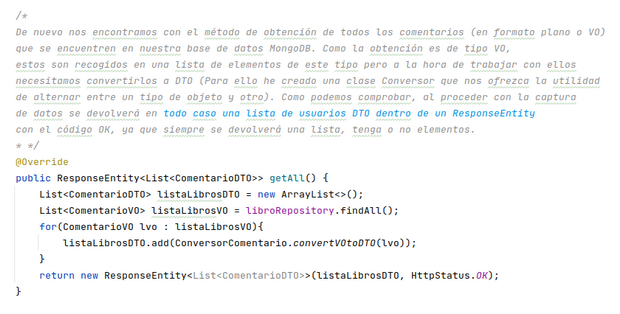 /*
De nuevo nos encontramos con el método de obtención de todos los comentarios (en formato plano o VO)
que se encuentren en nuestra base de datos MongoDB. Como la obtención es de tipo VO,
estos son recogidos en una lista de elementos de este tipo pero a la hora de trabajar con ellos
necesitamos convertirlos a DTO (Para ello he creado una clase Conversor que nos ofrezca la utilidad
de alternar entre un tipo de objeto y otro). Como podemos comprobar, al proceder con la captura
de datos se devolverá en todo caso una lista de usuarios DTO dentro de un ResponseEntity
con el código OK, ya que siempre se devolverá una lista, tenga o no elementos.
* */
@Override
public ResponseEntity<List<ComentarioDTO>> getAll() {
List<ComentarioDTO> listaLibrosDTO = new ArrayList<>();
List<ComentarioVO> listaLibrosVO = libroRepository.findAll();
for(ComentarioVO lvo : listaLibrosVO){
listaLibrosDTO.add(ConversorComentario.convertVOtoDTO(lvo));
}
return new ResponseEntity<List<ComentarioDTO>>(listaLibrosDTO, HttpStatus.OK);
}